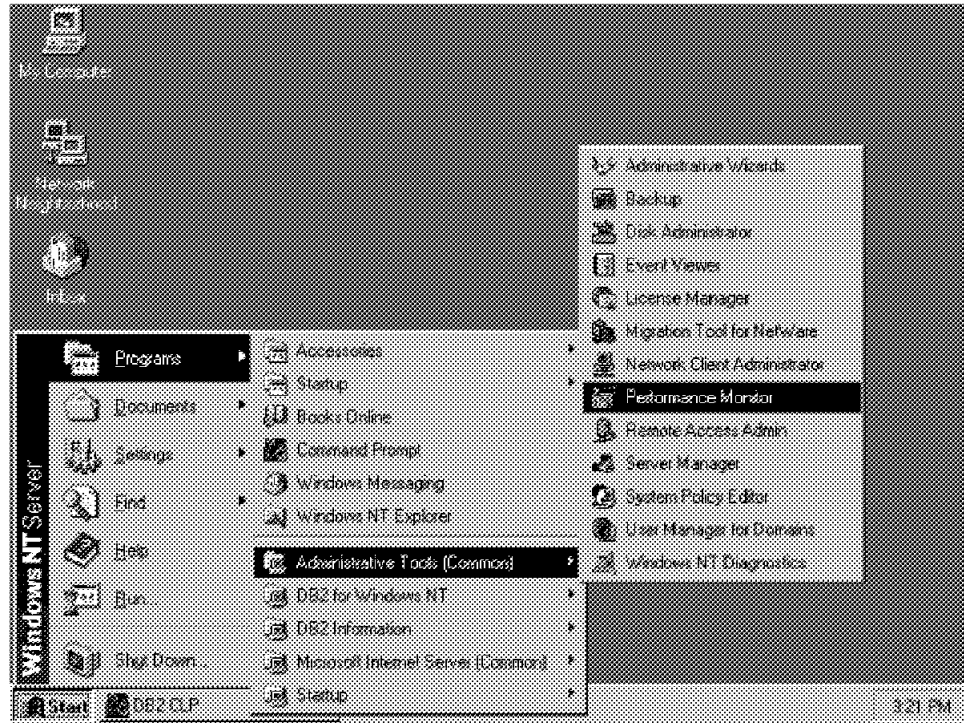 My Computer
Network
Neighborhood
Inbox
Windows NT Server
Programs
Documents
Settings
Find
Help
Run...
Shut Down...
Accessories
Startup
Books Online
Command Prompt
Windows Messaging
Windows NT Explorer
Administrative Tools (Common)
DB2 for Windows NT
DB2 Information
Microsoft Internet Server (Common)
Startup
Administrative Wizards
Backup
Disk Administrator
Event Viewer
License Manager
Migration Tool for NetWare
Network Client Administrator
Performance Monitor
Remote Access Admin
Server Manager
System Policy Editor
User Manager for Domains
Windows NT Diagnostics
Start
DB2 CLP
3:21 PM